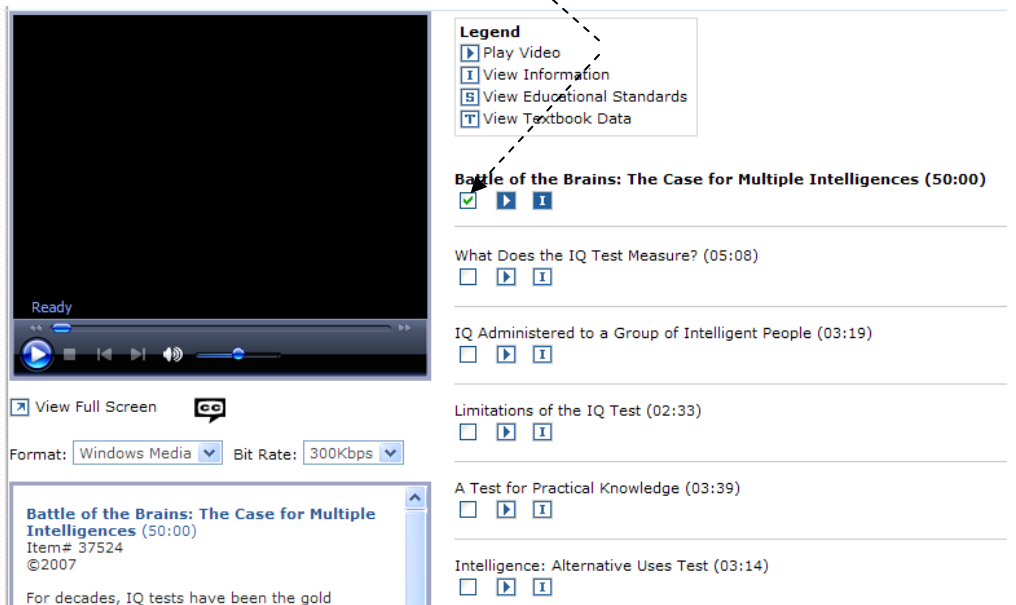 Ready
View Full Screen
CC
Format: Windows Media Bit Rate: 300Kbps
Battle of the Brains: The Case for Multiple
Intelligences (50:00)
Item# 37524
©2007
For decades, IQ tests have been the gold
Legend
Play Video
I View Information
S View Educational Standards
T View Textbook Data
Battle of the Brains: The Case for Multiple Intelligences (50:00)
I
What Does the IQ Test Measure? (05:08)
I
IQ Administered to a Group of Intelligent People (03:19)
I
Limitations of the IQ Test (02:33)
I
A Test for Practical Knowledge (03:39)
I
Intelligence: Alternative Uses Test (03:14)
I